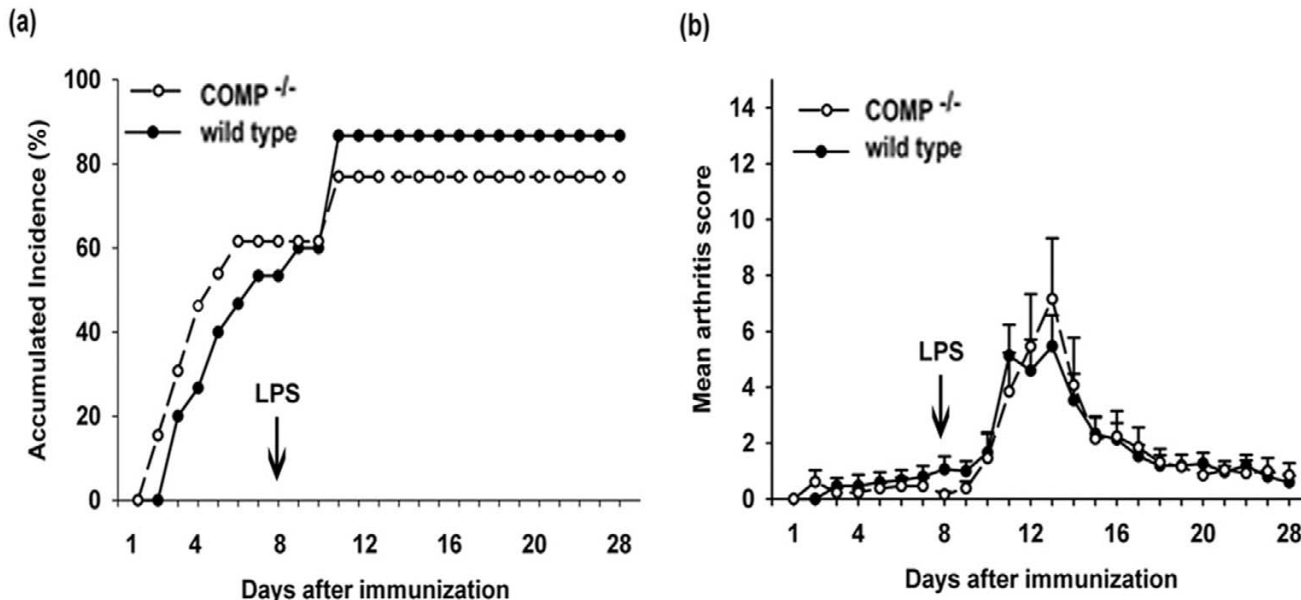 (a)
COMP -/-
wild type
Accumulated Incidence (%)
100
80
60
40
20
0
LPS
1 4 8 12 16 20 28
Days after immunization
(b)
COMP -/-
wild type
Mean arthritis score
14
12
10
8
6
4
2
0
LPS
1 4 8 12 16 20 28
Days after immunization